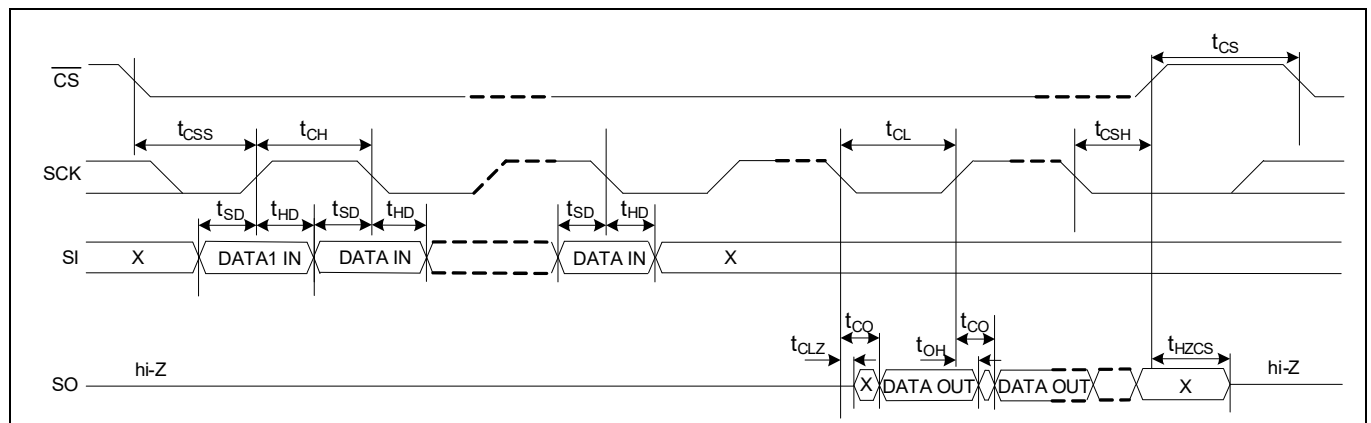 tCS
CS
tCSS tCH tCL tCSH
SCK
tSD tHD tSD tHD tSD tHD
SI X DATA1 IN DATA IN DATA IN X
tCO tCO
tCLZ tOH tHZCS
SO hi-Z X DATA OUT DATA OUT X hi-Z